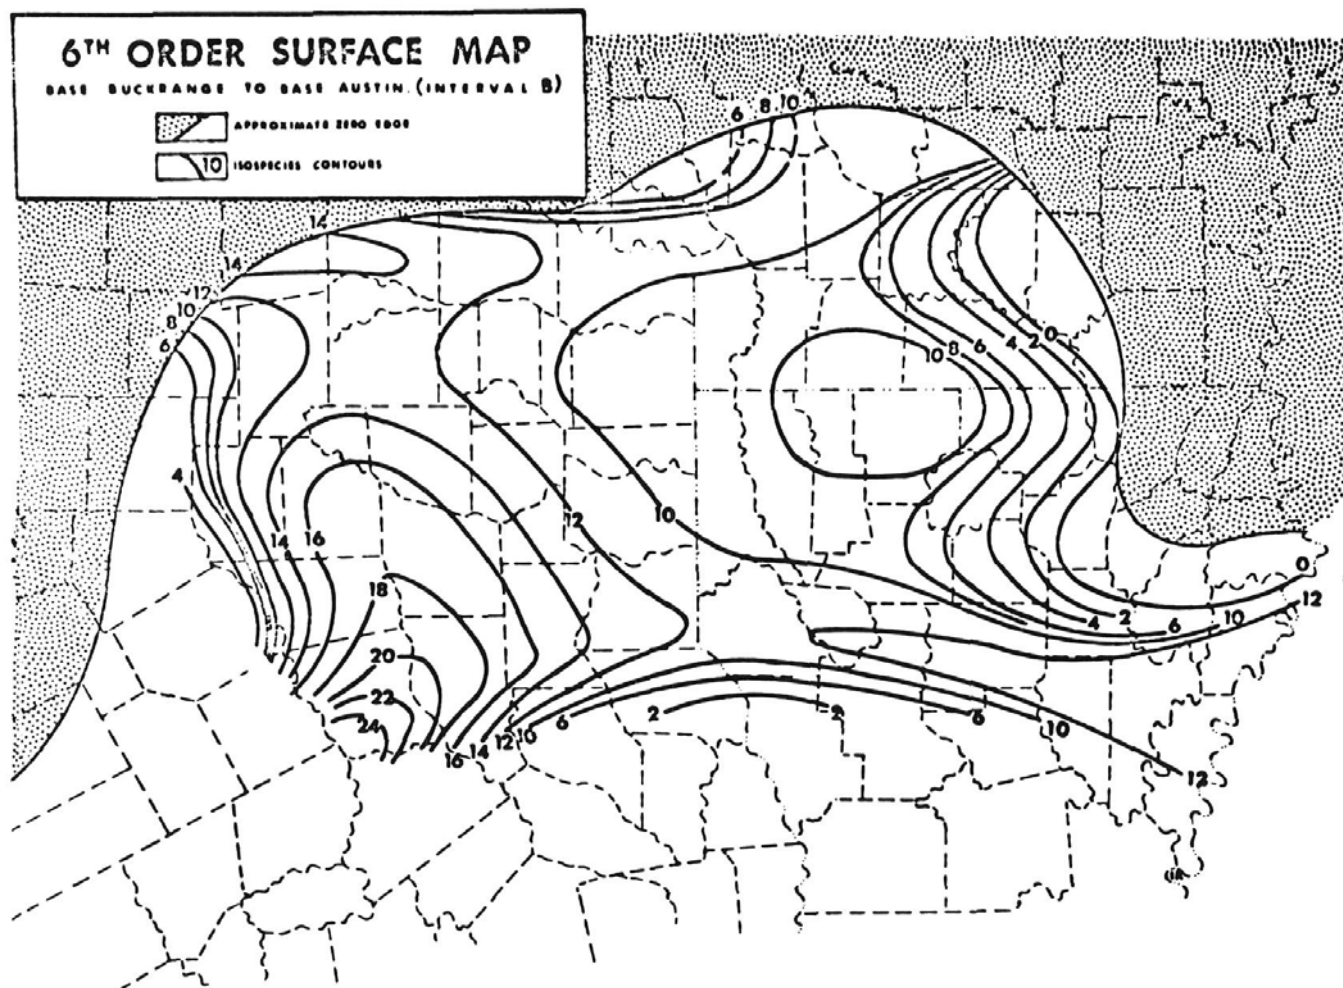 6TH ORDER SURFACE MAP
BASE BUCKRANGE TO BASE AUSTIN. (INTERVAL B)
APPROXIMATE ZERO EDGE
10 ISOSPECIES CONTOURS
6 8 10
14 12
14
12
10
8
6
0
10 8 6 4 2
4
12 10
14 16
18
0
12
4 2 6 10
20
22
24
12 10 6 2 2 6 10
16 14
12